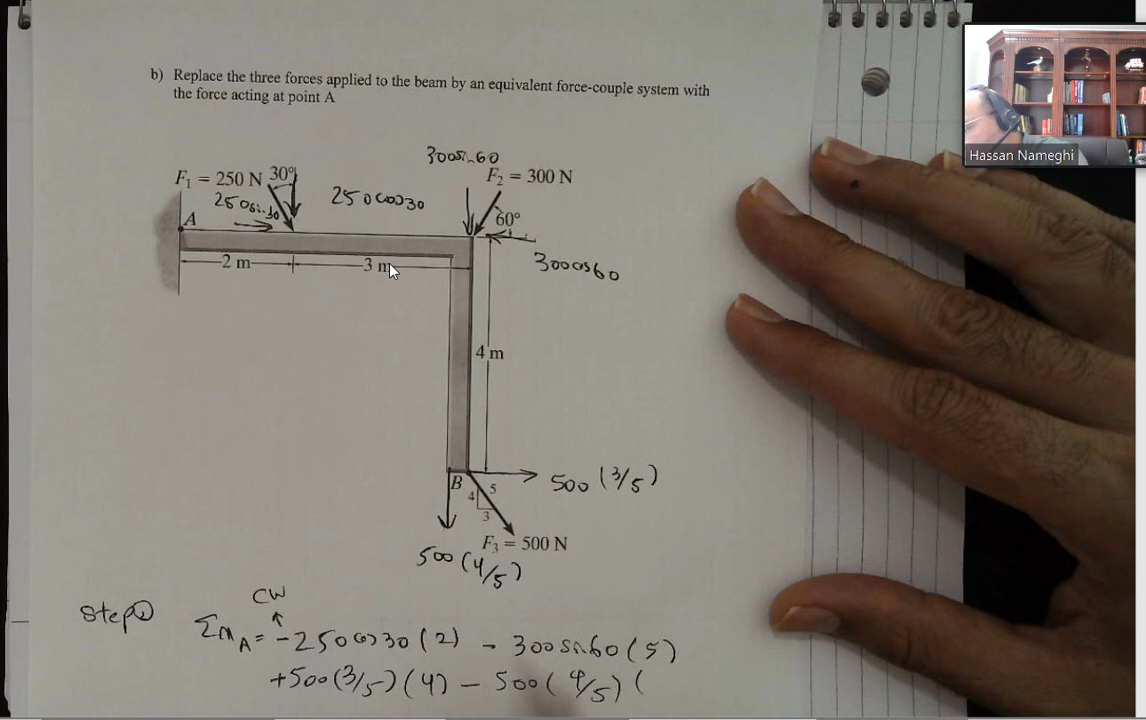 b) Replace the three forces applied to the beam by an equivalent force-couple system with
the force acting at point A
Hassan Nameghi
300sin60
F₁ = 250 N 30°
F₂ = 300 N
250sin30
250cos30
A
60°
2 m
3 m
300cos60
4 m
B
5
4
3
500 (3/5)
F₃ = 500 N
500 (4/5)
CW
Step①
ΣMA = -250cos30(2) - 300sin60(5)
+500(3/5)(4) - 500(4/5)(